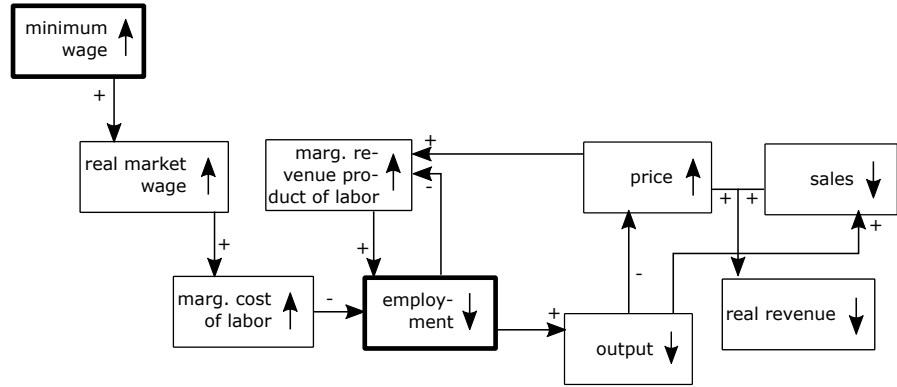 minimum
wage
+
real market
wage
+
marg. cost
of labor
-
marg. re-
venue pro-
duct of labor
+
-
+
employ-
ment
+
output
-
price
+
+
sales
+
real revenue